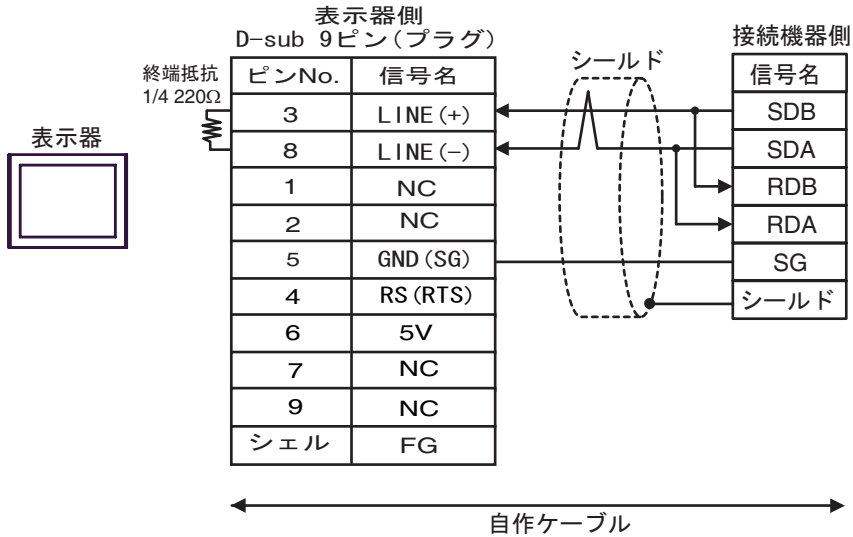 表示器側
D-sub 9ピン(プラグ)
接続機器側
シールド
終端抵抗
1/4 220Ω
表示器
ピンNo. 信号名
3 LINE(+)
8 LINE(-)
1 NC
2 NC
5 GND(SG)
4 RS(RTS)
6 5V
7 NC
9 NC
シェル FG
信号名
SDB
SDA
RDB
RDA
SG
シールド
自作ケーブル